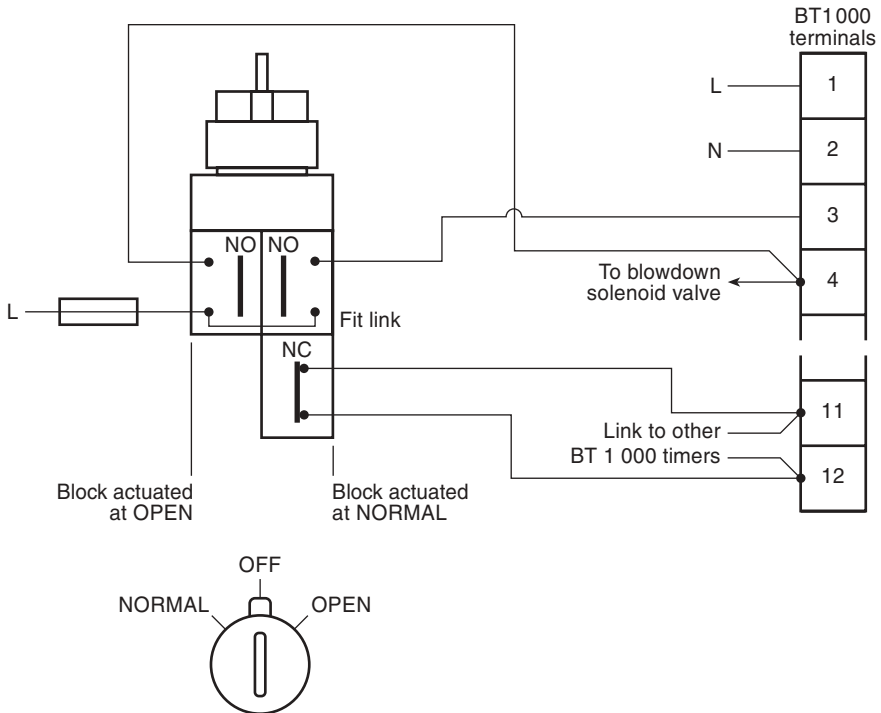 BT1000
terminals
L
1
N
2
3
NO NO
To blowdown
solenoid valve
4
L
Fit link
NC
11
Link to other
BT 1 000 timers
12
Block actuated
at OPEN
Block actuated
at NORMAL
OFF
NORMAL
OPEN